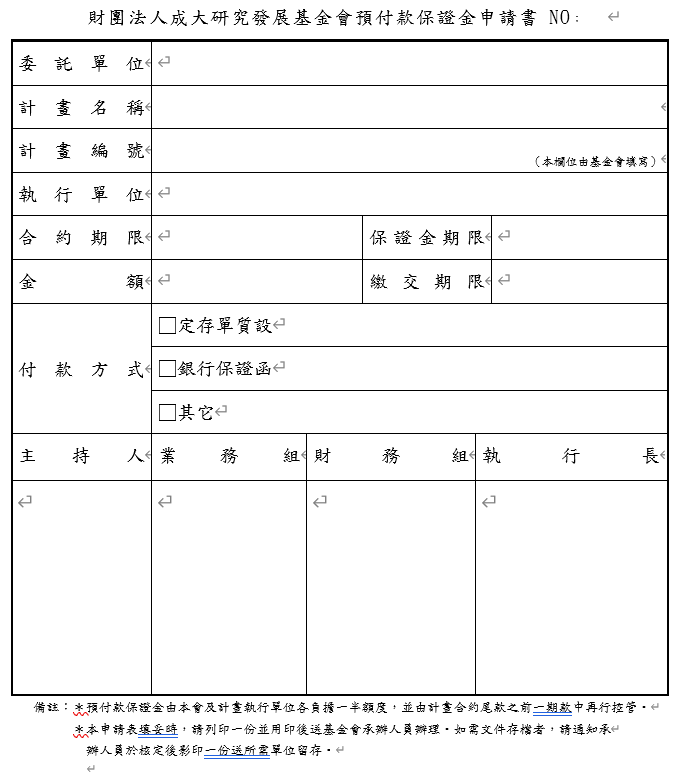 財團法人成大研究發展基金會預付款保證金申請書 NO:
委託單位
計畫名稱
計畫編號
(本欄位由基金會填寫)
執行單位
合約期限 保證金期限
金額 繳交期限
付款方式
□定存單質設
□銀行保證函
□其它
主持人 業務組 財務組 執行長
備註：＊預付款保證金由本會及計畫執行單位各負擔一半額度，並由計畫合約尾款之前一期款中再行控管。
＊本申請表填妥時，請列印一份並用印後送基金會承辦人員辦理。如需文件存檔者，請通知承
辦人員於核定後影印一份送所需單位留存。